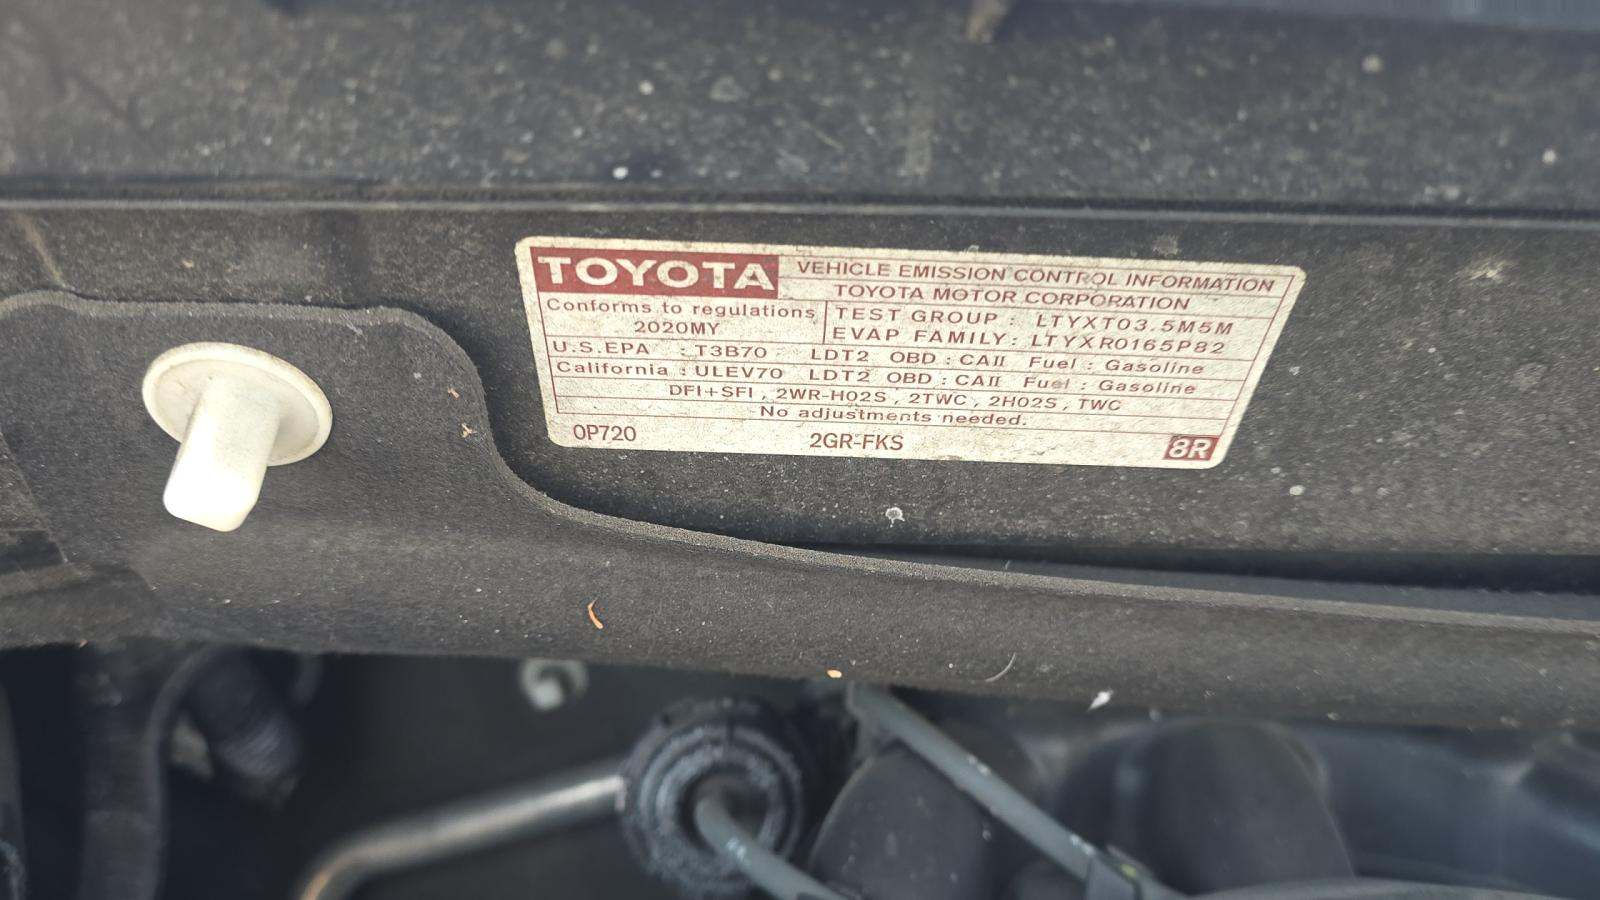 TOYOTA VEHICLE EMISSION CONTROL INFORMATION
TOYOTA MOTOR CORPORATION
Conforms to regulations
2020MY
TEST GROUP : LTYXT03.5M5M
EVAP FAMILY : LTYXR0165P82
U.S.EPA : T3B70 LDT2 OBD : CAII Fuel : Gasoline
California : ULEV70 LDT2 OBD : CAII Fuel : Gasoline
DFI+SFI , 2WR-HO2S , 2TWC , 2HO2S , TWC
No adjustments needed.
0P720 2GR-FKS 8R